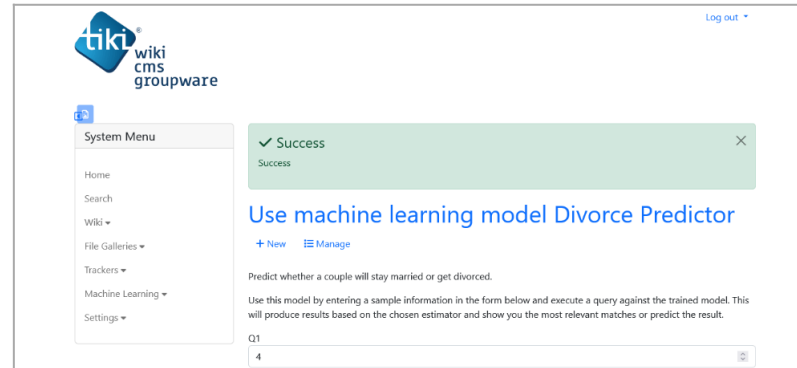 Log out
tiki®
wiki
cms
groupware
System Menu
Home
Search
Wiki
File Galleries
Trackers
Machine Learning
Settings
Success
Success
Use machine learning model Divorce Predictor
+ New Manage
Predict whether a couple will stay married or get divorced.
Use this model by entering a sample information in the form below and execute a query against the trained model. This
will produce results based on the chosen estimator and show you the most relevant matches or predict the result.
Q1
4